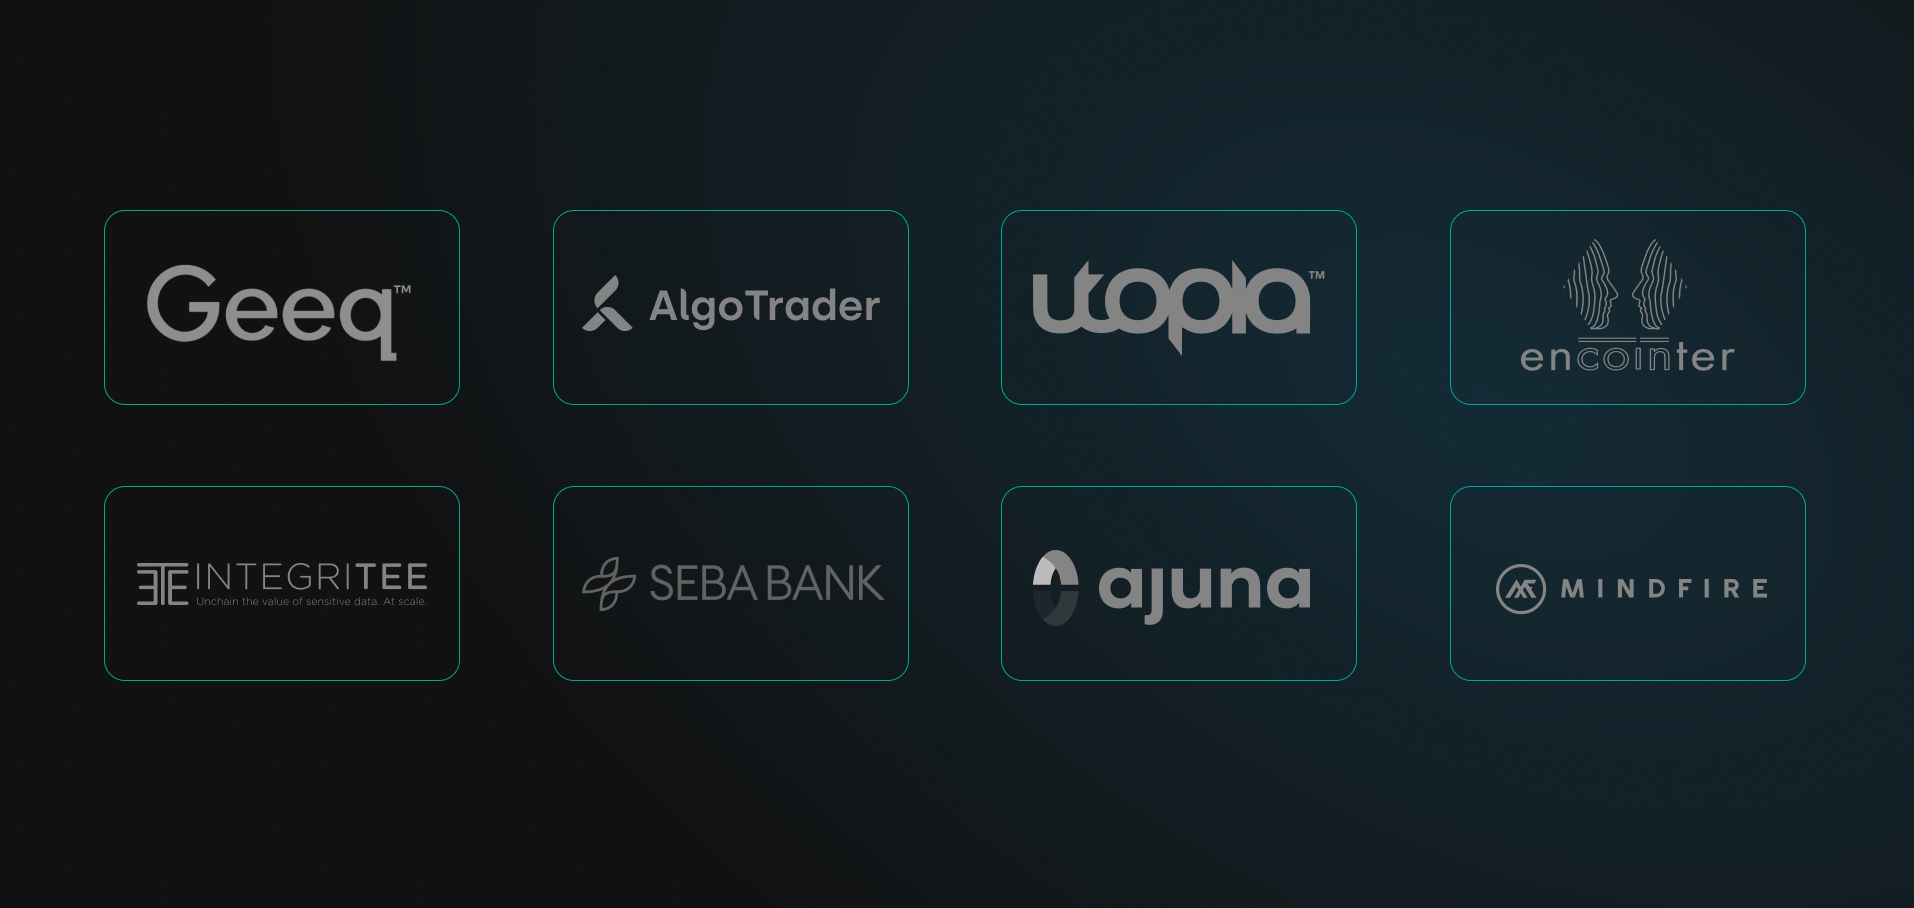 Geeq™
AlgoTrader
utopia™
encointer
INTEGRITEE
Unchain the value of sensitive data. At scale.
SEBA BANK
ajuna
MINDFIRE